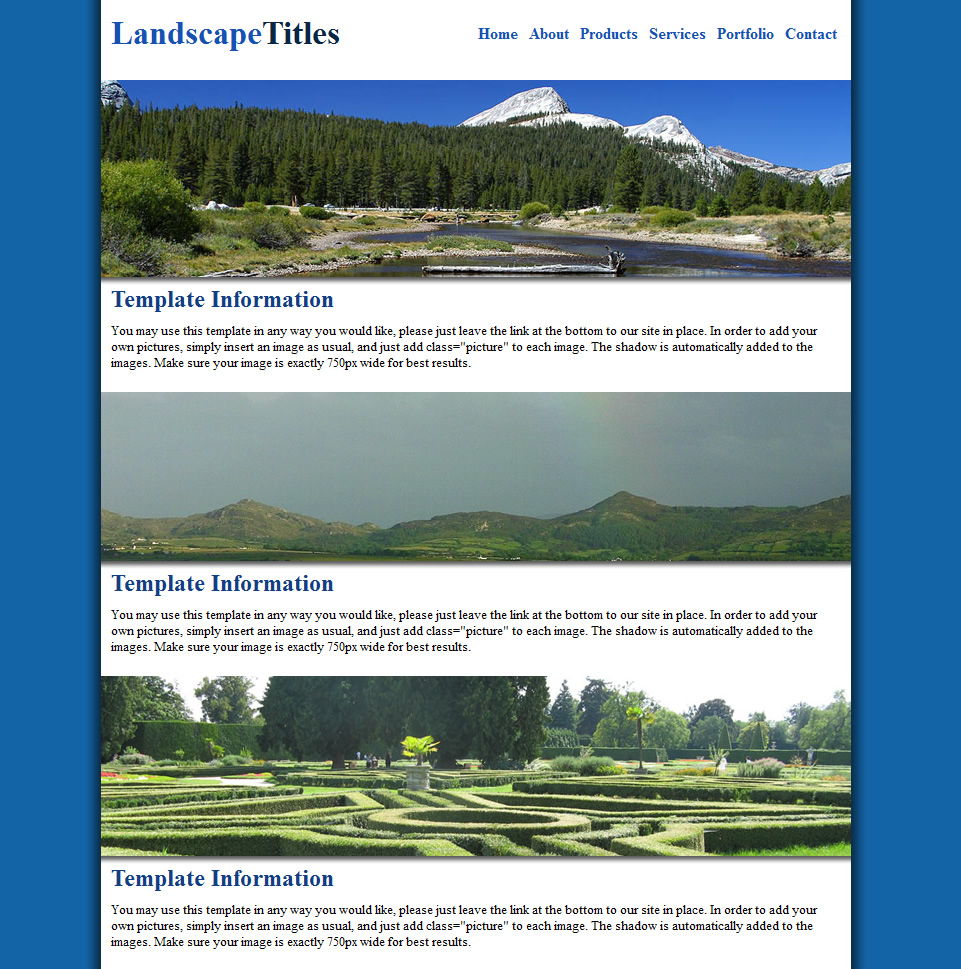 LandscapeTitles
Home About Products Services Portfolio Contact
Template Information
You may use this template in any way you would like, please just leave the link at the bottom to our site in place. In order to add your
own pictures, simply insert an image as usual, and just add class="picture" to each image. The shadow is automatically added to the
images. Make sure your image is exactly 750px wide for best results.
Template Information
You may use this template in any way you would like, please just leave the link at the bottom to our site in place. In order to add your
own pictures, simply insert an image as usual, and just add class="picture" to each image. The shadow is automatically added to the
images. Make sure your image is exactly 750px wide for best results.
Template Information
You may use this template in any way you would like, please just leave the link at the bottom to our site in place. In order to add your
own pictures, simply insert an image as usual, and just add class="picture" to each image. The shadow is automatically added to the
images. Make sure your image is exactly 750px wide for best results.